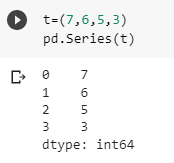 t=(7,6,5,3)
pd.Series(t)
0    7
1    6
2    5
3    3
dtype: int64